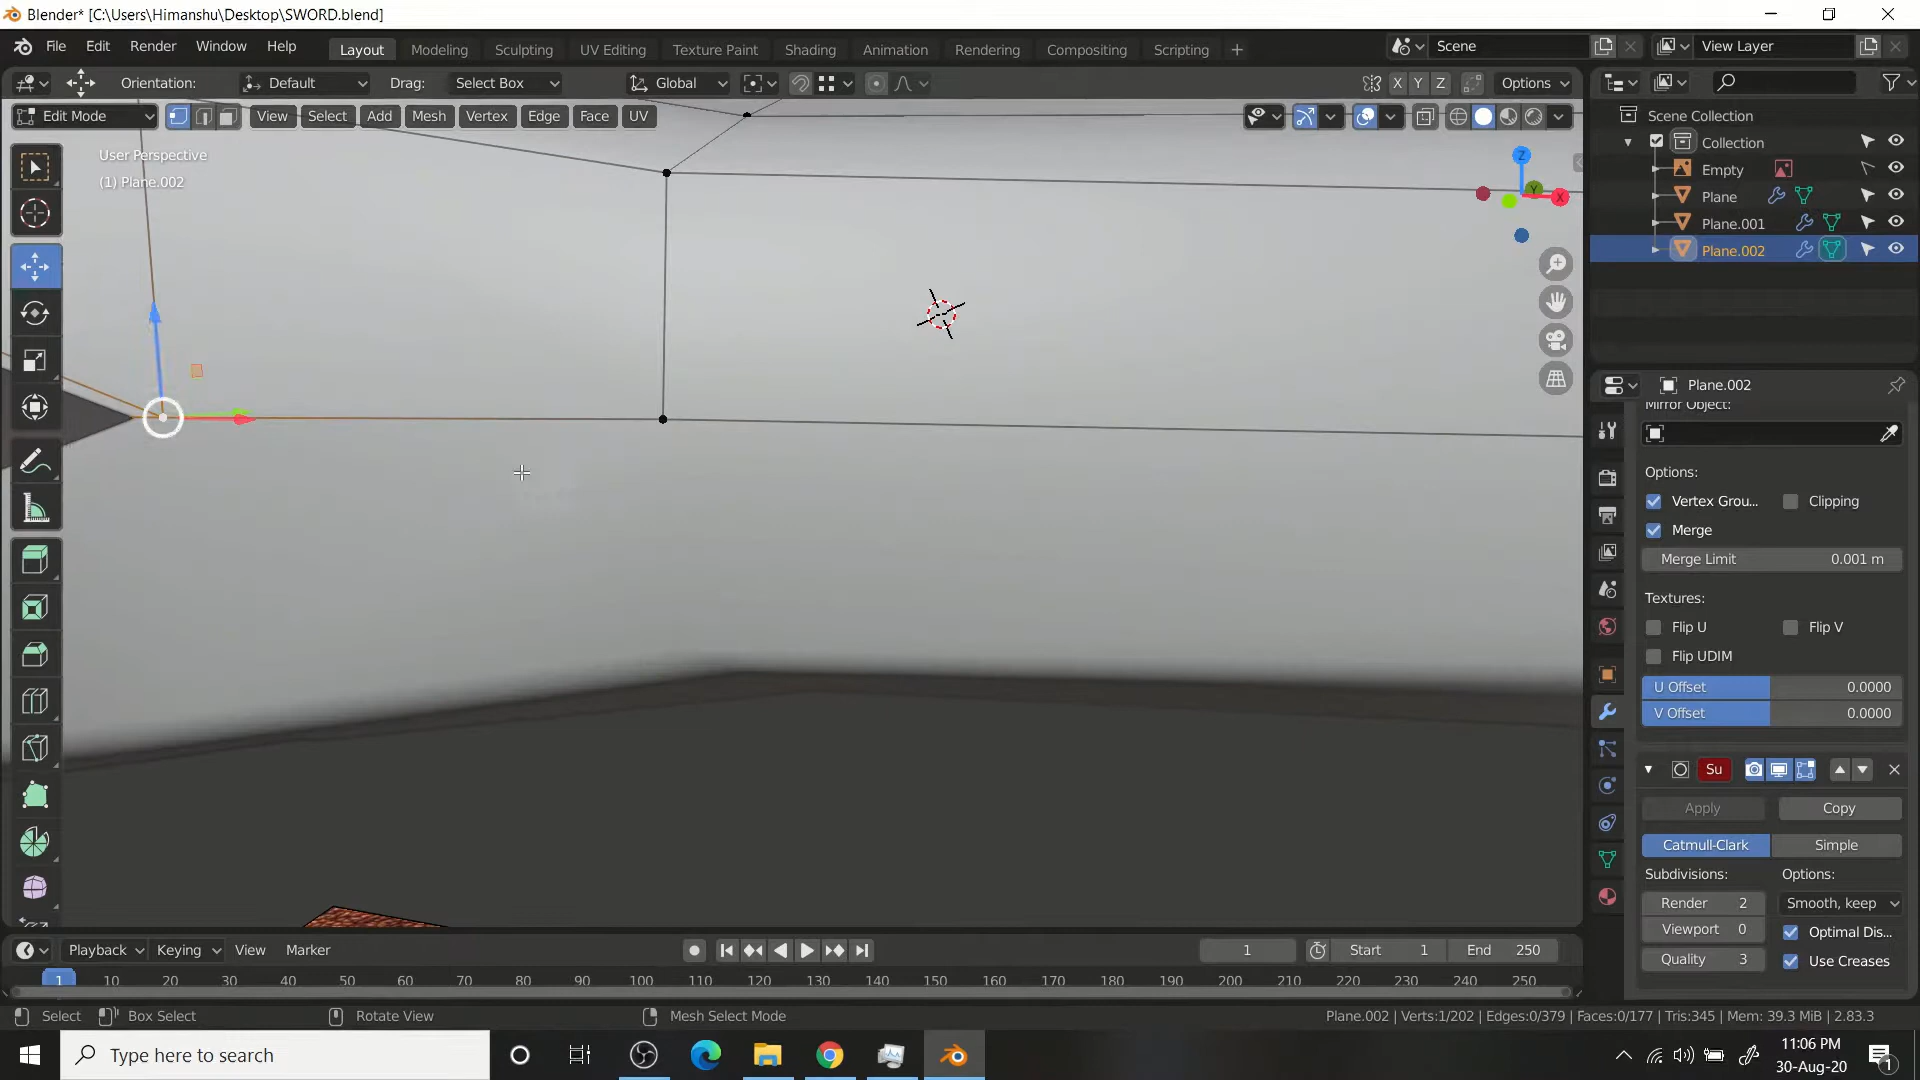 Blender* [C:\Users\Himanshu\Desktop\SWORD.blend]
File Edit Render Window Help Layout Modeling Sculpting UV Editing Texture Paint Shading Animation Rendering Compositing Scripting + Scene View Layer
Orientation: Default Drag: Select Box Global X Y Z Options
Edit Mode View Select Add Mesh Vertex Edge Face UV
User Perspective
(1) Plane.002
Z
Y
X
Scene Collection
Collection
Empty
Plane
Plane.001
Plane.002
Plane.002
Mirror Object:
Options:
Vertex Grou... Clipping
Merge
Merge Limit 0.001 m
Textures:
Flip U Flip V
Flip UDIM
U Offset 0.0000
V Offset 0.0000
Su
Apply Copy
Catmull-Clark Simple
Subdivisions: Options:
Render 2 Smooth, keep
Viewport 0 Optimal Dis...
Quality 3 Use Creases
Playback Keying View Marker 1 Start 1 End 250
1 10 20 30 40 50 60 70 80 90 100 110 120 130 140 150 160 170 180 190 200 210 220 230 240 250
Select Box Select Rotate View Mesh Select Mode Plane.002 | Verts:1/202 | Edges:0/379 | Faces:0/177 | Tris:345 | Mem: 39.3 MiB | 2.83.3
Type here to search
11:06 PM
30-Aug-20
1